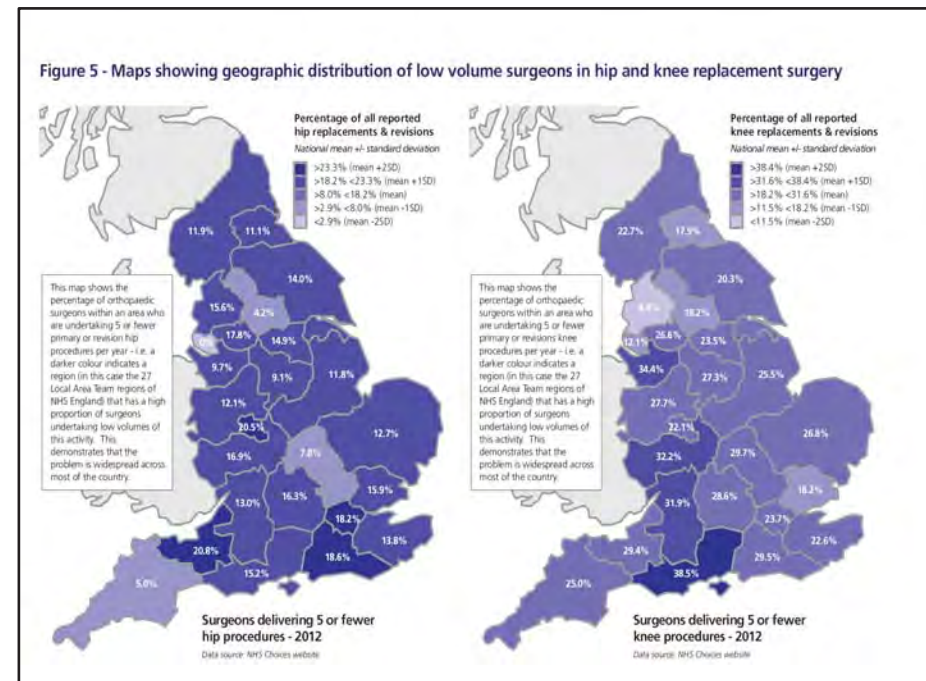 Figure 5 - Maps showing geographic distribution of low volume surgeons in hip and knee replacement surgery
Percentage of all reported
hip replacements & revisions
National mean +/- standard deviation
>23.3% (mean +2SD)
>18.2% <23.3% (mean +1SD)
>8.0% <18.2% (mean)
>2.9% <8.0% (mean -1SD)
<2.9% (mean -2SD)
11.9%
11.1%
14.0%
This map shows the
percentage of orthopaedic
surgeons within an area who
are undertaking 5 or fewer
primary or revision hip
procedures per year - i.e. a
darker colour indicates a
region (in this case the 27
Local Area Team regions of
NHS England) that has a high
proportion of surgeons
undertaking low volumes of
this activity. This
demonstrates that the
problem is widespread across
most of the country.
15.6%
4.2%
0%
17.8%
14.9%
9.7%
9.1%
11.8%
12.1%
20.5%
12.7%
16.9%
7.8%
13.0%
16.3%
15.9%
18.2%
13.8%
20.8%
18.6%
15.2%
5.0%
Surgeons delivering 5 or fewer
hip procedures - 2012
Data source: NHS Choices website
Percentage of all reported
knee replacements & revisions
National mean +/- standard deviation
>38.4% (mean +2SD)
>31.6% <38.4% (mean +1SD)
>18.2% <31.6% (mean)
>11.5% <18.2% (mean -1SD)
<11.5% (mean -2SD)
22.7%
17.9%
20.3%
This map shows the
percentage of orthopaedic
surgeons within an area who
are undertaking 5 or fewer
primary or revisions knee
procedures per year - i.e. a
darker colour indicates a
region (in this case the 27
Local Area Team regions of
NHS England) that has a high
proportion of surgeons
undertaking low volumes of
this activity. This
demonstrates that the
problem is widespread across
most of the country.
18.2%
12.1%
26.6%
23.5%
34.4%
27.3%
25.5%
27.7%
22.1%
26.8%
32.2%
29.7%
31.9%
28.6%
18.2%
23.7%
22.6%
29.4%
29.5%
38.5%
25.0%
Surgeons delivering 5 or fewer
knee procedures - 2012
Data source: NHS Choices website